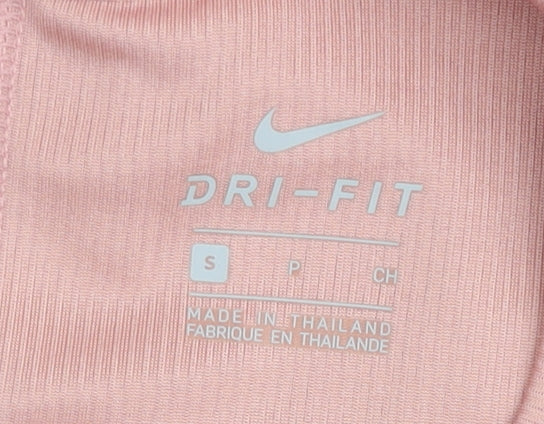 DRI-FIT
S P CH
MADE IN THAILAND
FABRIQUE EN THAILANDE